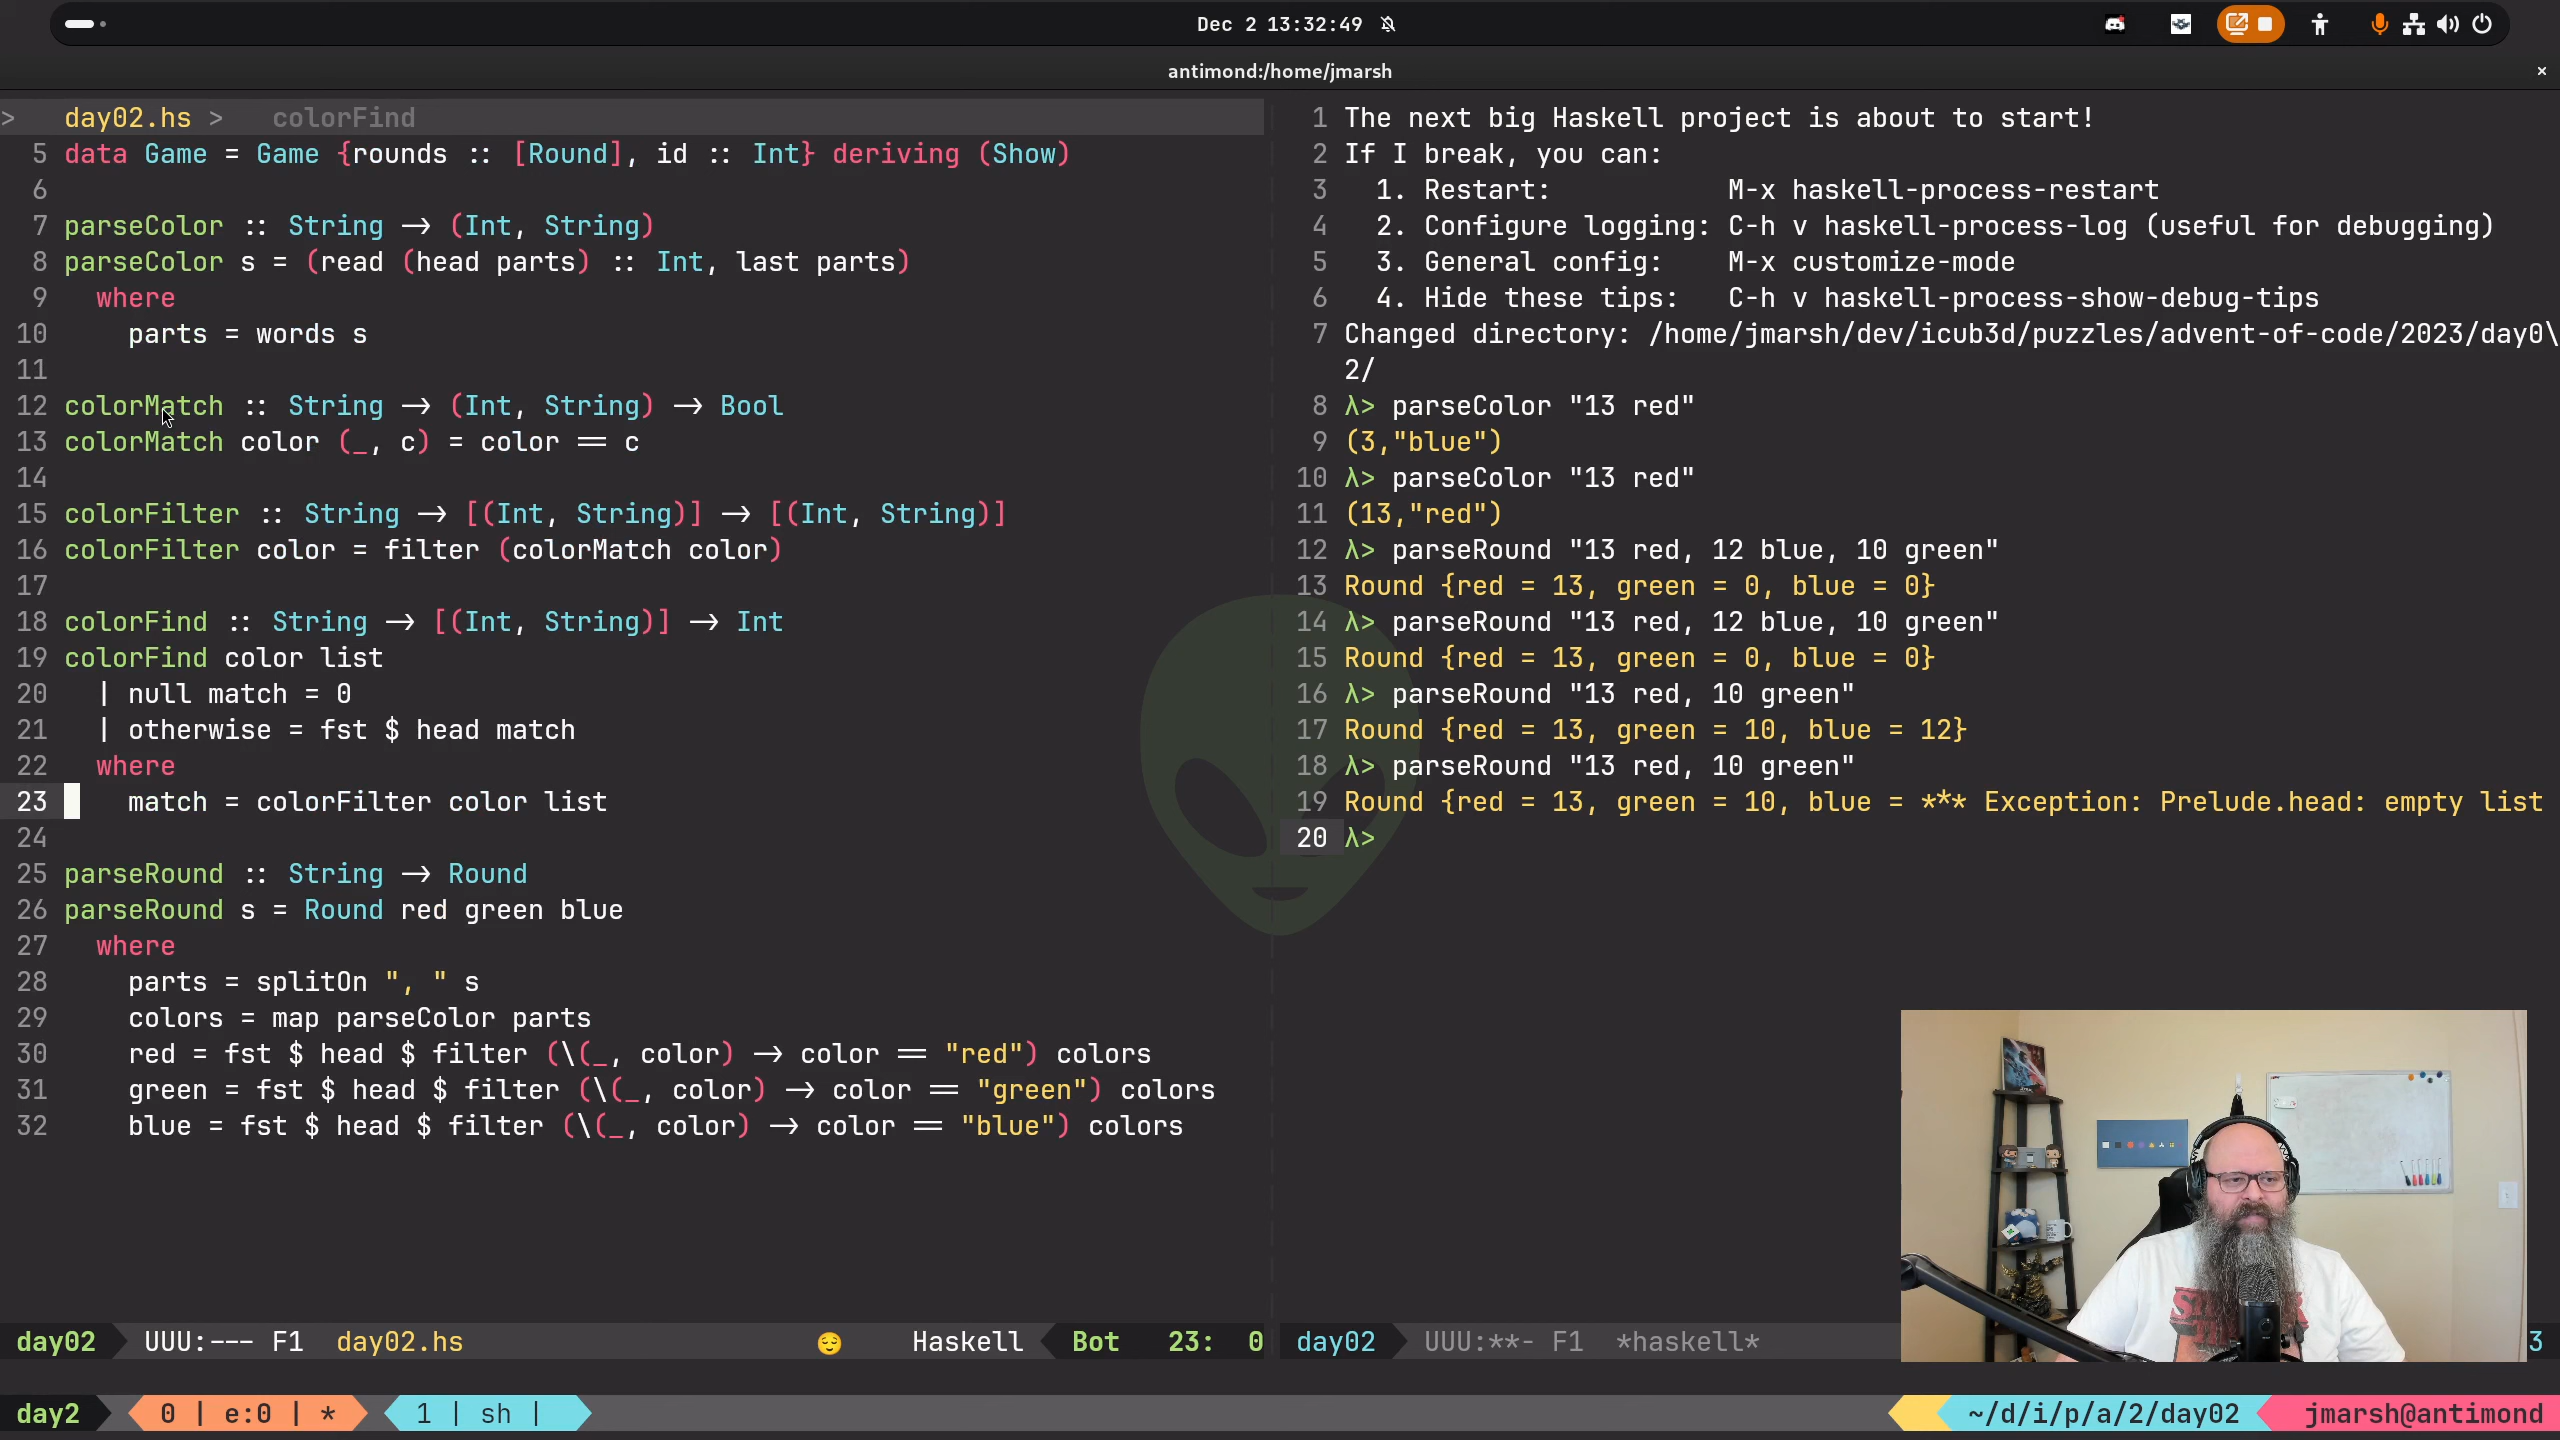 Dec 2 13:32:49
antimond:/home/jmarsh
×
> day02.hs > colorFind
5 data Game = Game {rounds :: [Round], id :: Int} deriving (Show)
6
7 parseColor :: String -> (Int, String)
8 parseColor s = (read (head parts) :: Int, last parts)
9 where
10 parts = words s
11
12 colorMatch :: String -> (Int, String) -> Bool
13 colorMatch color (_, c) = color == c
14
15 colorFilter :: String -> [(Int, String)] -> [(Int, String)]
16 colorFilter color = filter (colorMatch color)
17
18 colorFind :: String -> [(Int, String)] -> Int
19 colorFind color list
20 | null match = 0
21 | otherwise = fst $ head match
22 where
23 match = colorFilter color list
24
25 parseRound :: String -> Round
26 parseRound s = Round red green blue
27 where
28 parts = splitOn ", " s
29 colors = map parseColor parts
30 red = fst $ head $ filter (\(_, color) -> color == "red") colors
31 green = fst $ head $ filter (\(_, color) -> color == "green") colors
32 blue = fst $ head $ filter (\(_, color) -> color == "blue") colors
day02 UUU:--- F1 day02.hs Haskell Bot 23: 0
1 The next big Haskell project is about to start!
2 If I break, you can:
3 1. Restart: M-x haskell-process-restart
4 2. Configure logging: C-h v haskell-process-log (useful for debugging)
5 3. General config: M-x customize-mode
6 4. Hide these tips: C-h v haskell-process-show-debug-tips
7 Changed directory: /home/jmarsh/dev/icub3d/puzzles/advent-of-code/2023/day0\
2/
8 λ> parseColor "13 red"
9 (3,"blue")
10 λ> parseColor "13 red"
11 (13,"red")
12 λ> parseRound "13 red, 12 blue, 10 green"
13 Round {red = 13, green = 0, blue = 0}
14 λ> parseRound "13 red, 12 blue, 10 green"
15 Round {red = 13, green = 0, blue = 0}
16 λ> parseRound "13 red, 10 green"
17 Round {red = 13, green = 10, blue = 12}
18 λ> parseRound "13 red, 10 green"
19 Round {red = 13, green = 10, blue = *** Exception: Prelude.head: empty list
20 λ>
day02 UUU:**- F1 *haskell* 3
day2 0 | e:0 | * 1 | sh | ~/d/i/p/a/2/day02 jmarsh@antimond